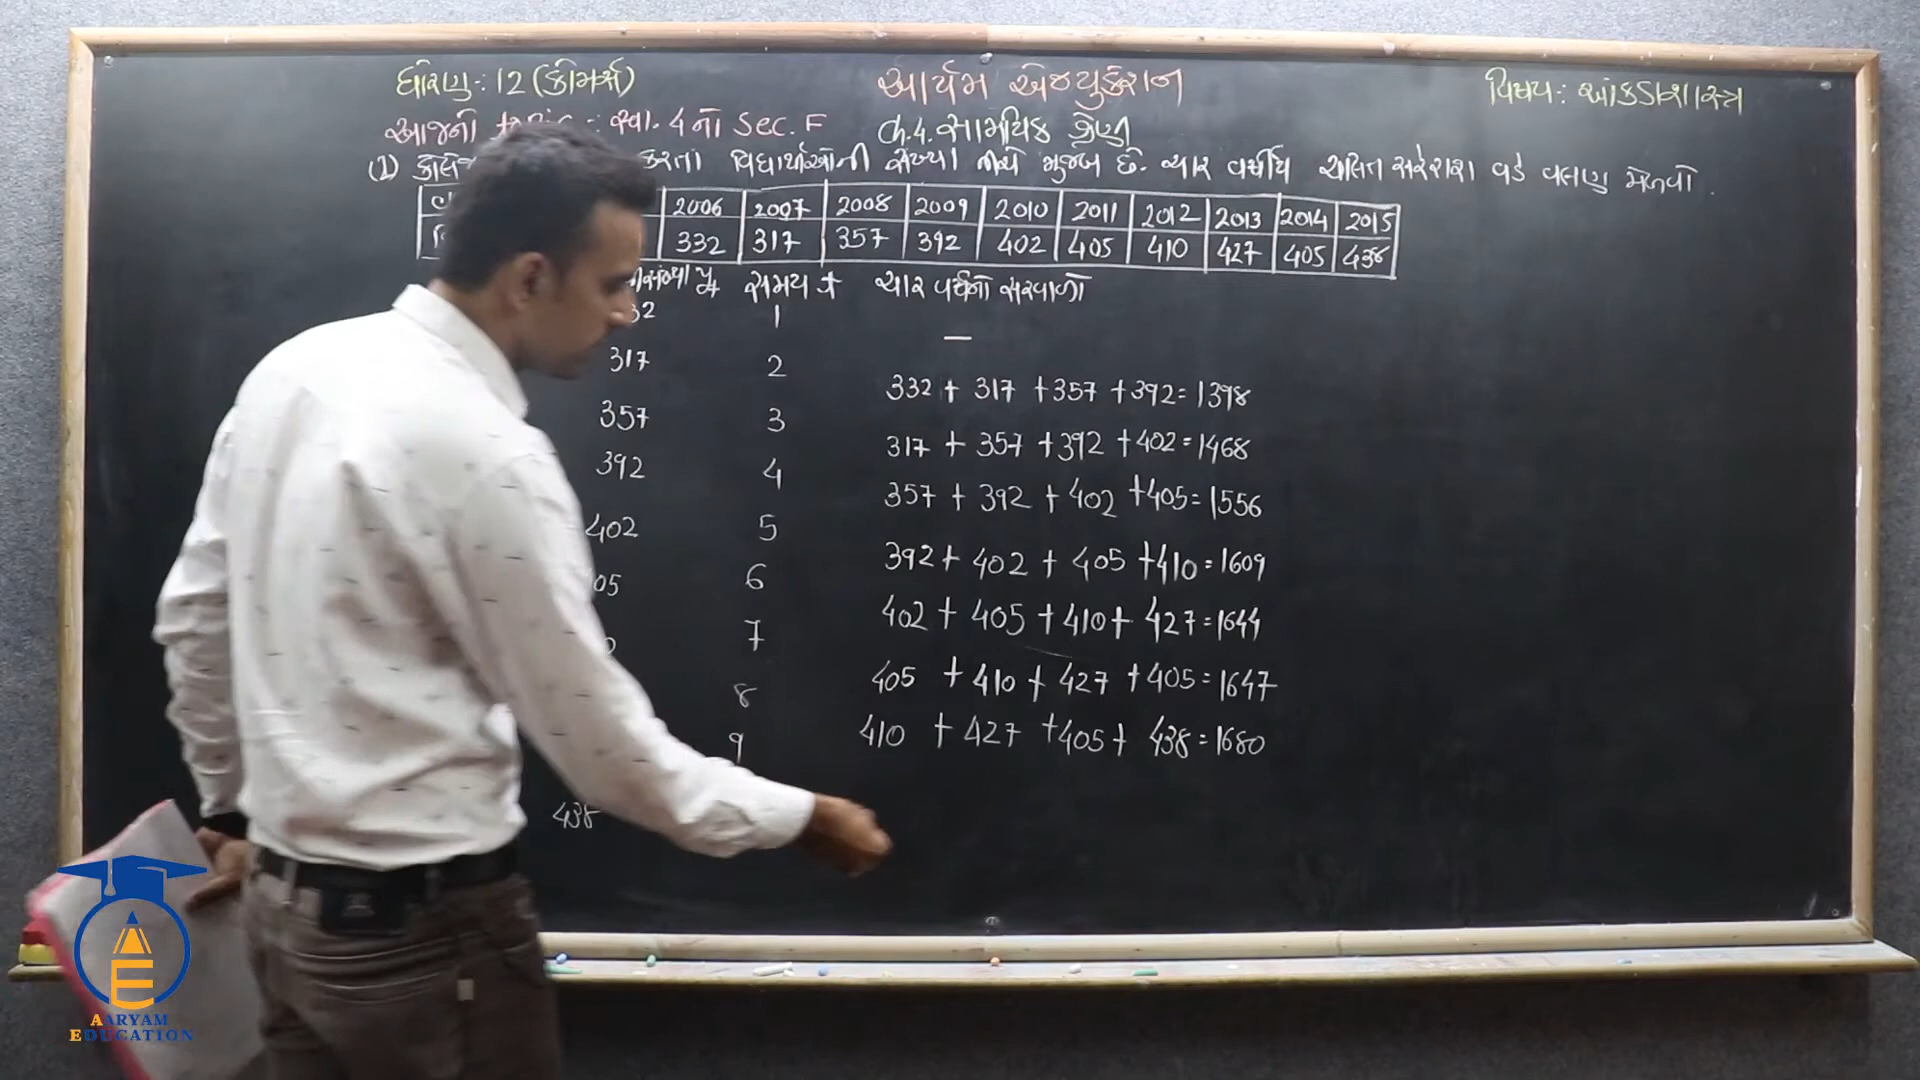 ધોરણ:- 12 (કોમર્સ) આર્યમ એજ્યુકેશન વિષય:- આંકડાશાસ્ત્ર
આજનો : સ્વા. 4 નો Sec. F Ch.4. સામયિક શ્રેણી
(1) કરતા વિદ્યાર્થીઓની સંખ્યા નીચે મુજબ છે. ચાર વર્ષીય ચલિત સરેરાશ વડે વલણ મેળવો.
2006 2007 2008 2009 2010 2011 2012 2013 2014 2015
332 317 357 392 402 405 410 427 405 438
yt સમય t ચાર વર્ષનો સરવાળો
32 1 —
317 2
332 + 317 + 357 + 392 = 1398
357 3
317 + 357 + 392 + 402 = 1468
392 4
357 + 392 + 402 + 405 = 1556
402 5
392 + 402 + 405 + 410 = 1609
05 6
402 + 405 + 410 + 427 = 1644
7
405 + 410 + 427 + 405 = 1647
8
410 + 427 + 405 + 438 = 1680
9
438
AARYAM
EDUCATION